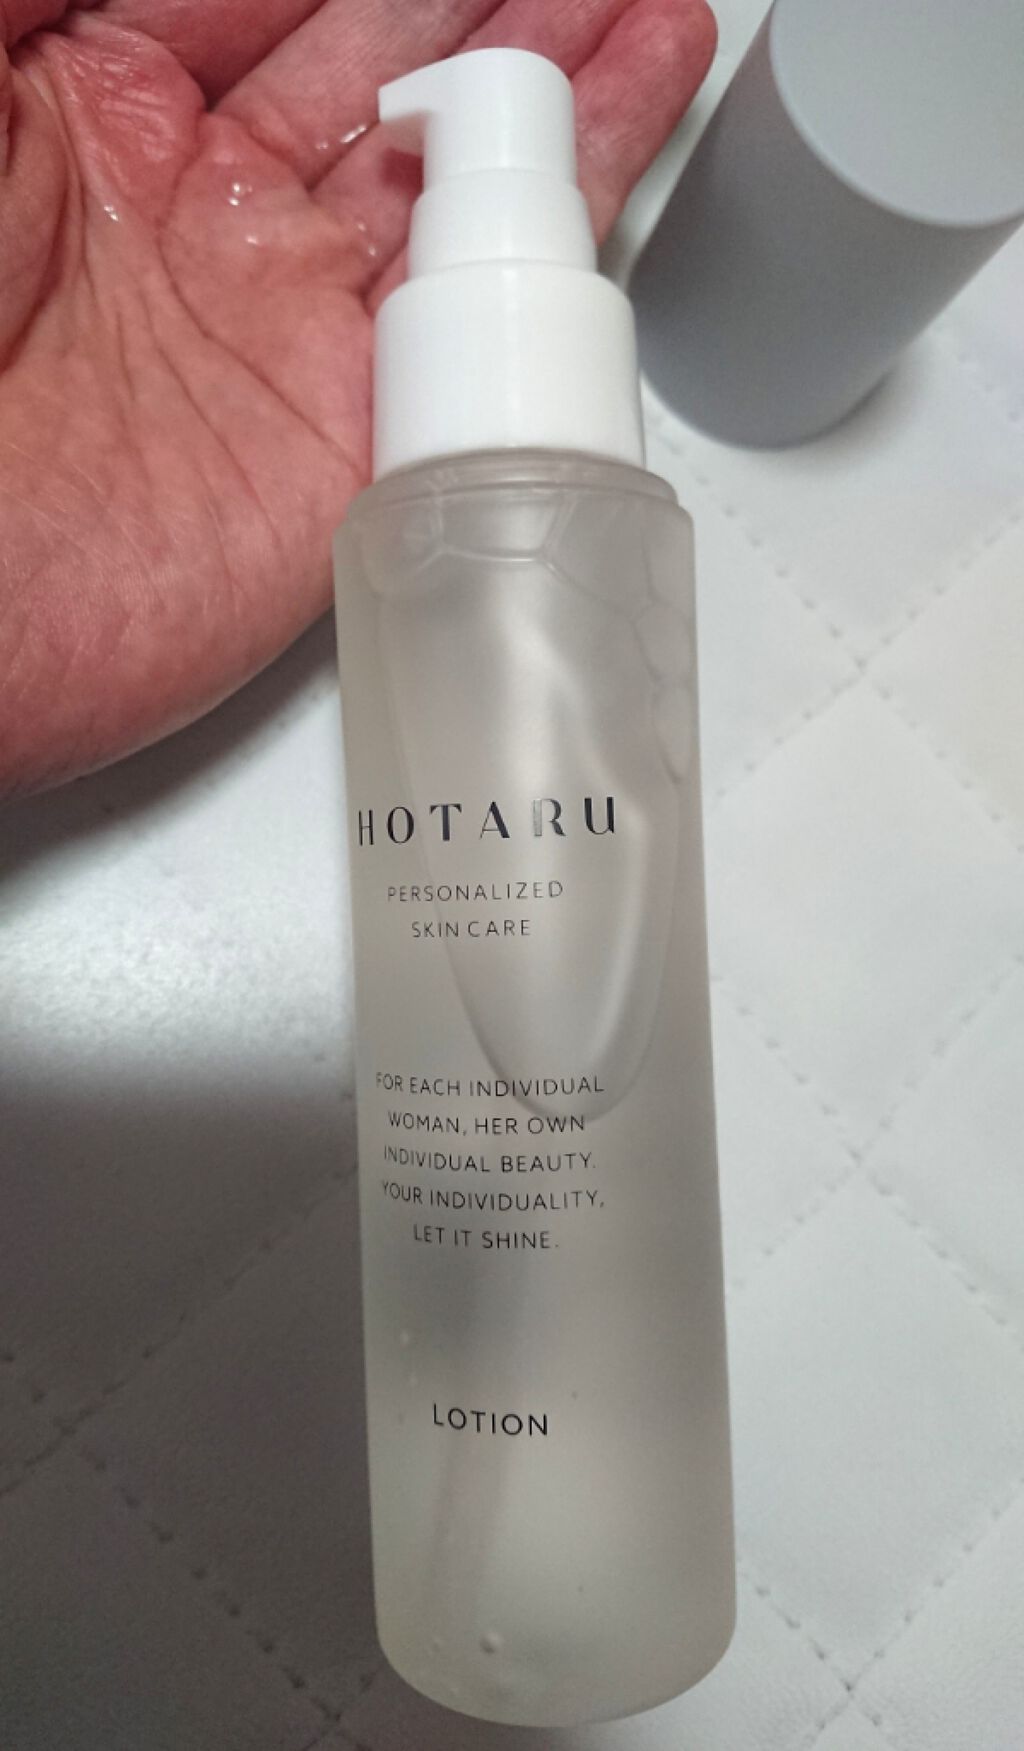 HOTARU
PERSONALIZED
SKIN CARE
FOR EACH INDIVIDUAL
WOMAN, HER OWN
INDIVIDUAL BEAUTY.
YOUR INDIVIDUALITY,
LET IT SHINE.
LOTION